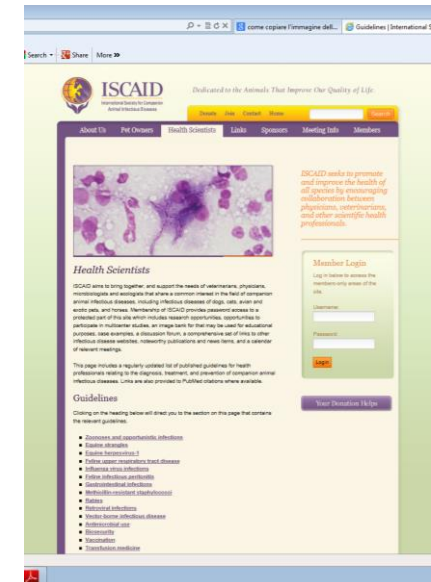 come copiare l'immagine dell...
Guidelines | International S
Search
Share
More »
ISCAID
International Society for Companion
Animal Infectious Diseases
Dedicated to the Animals That Improve Our Quality of Life.
Donate Join Contact Home
Search
About Us Pet Owners Health Scientists Links Sponsors Meeting Info Members
ISCAID seeks to promote
and improve the health of
all species by encouraging
collaboration between
physicians, veterinarians,
and other scientific health
professionals.
Health Scientists
ISCAID aims to bring together, and support the needs of veterinarians, physicians,
microbiologists and ecologists that share a common interest in the field of companion
animal infectious diseases, including infectious diseases of dogs, cats, avian and
exotic pets, and horses. Membership of ISCAID provides password access to a
protected part of this site which includes research opportunities, opportunities to
participate in multicenter studies, an image bank for that may be used for educational
purposes, case examples, a discussion forum, a comprehensive set of links to other
infectious disease websites, noteworthy publications and news items, and a calendar
of relevant meetings.
This page includes a regularly updated list of published guidelines for health
professionals relating to the diagnosis, treatment, and prevention of companion animal
infectious diseases. Links are also provided to PubMed citations where available.
Guidelines
Clicking on the heading below will direct you to the section on this page that contains
the relevant guidelines.
Zoonoses and opportunistic infections
Equine strangles
Equine herpesvirus-1
Feline upper respiratory tract disease
Influenza virus infections
Feline infectious peritonitis
Gastrointestinal infections
Methicillin-resistant staphylococci
Rabies
Retroviral infections
Vector-borne infectious disease
Antimicrobial use
Biosecurity
Vaccination
Transfusion medicine
Member Login
Log in below to access the
members-only areas of the
site.
Username:
Password:
Login
Your Donation Helps